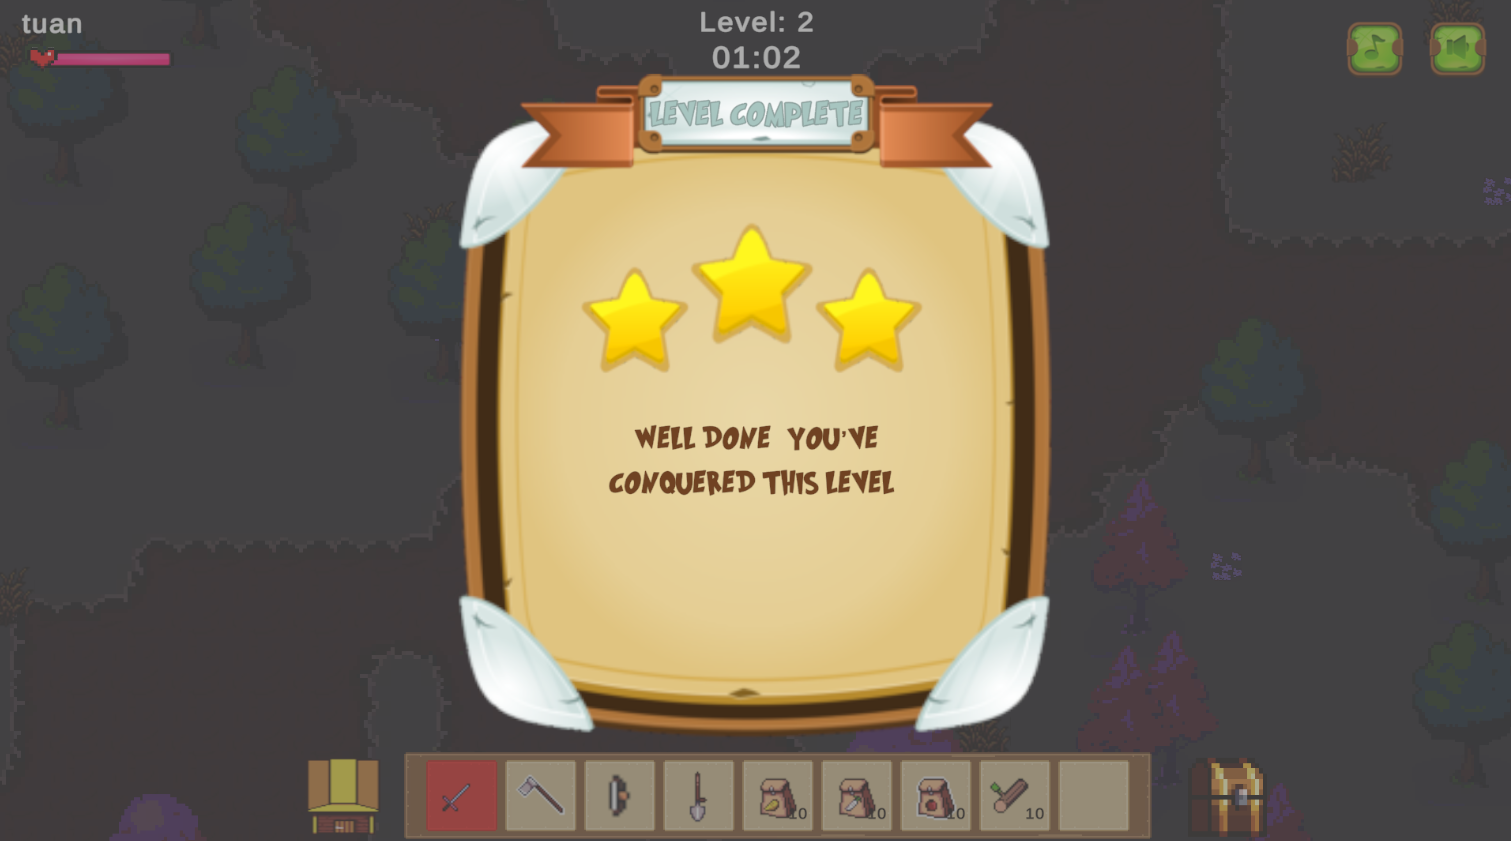 tuan
Level: 2
01:02
LEVEL COMPLETE
WELL DONE YOU'VE
CONQUERED THIS LEVEL
10
10
10
10